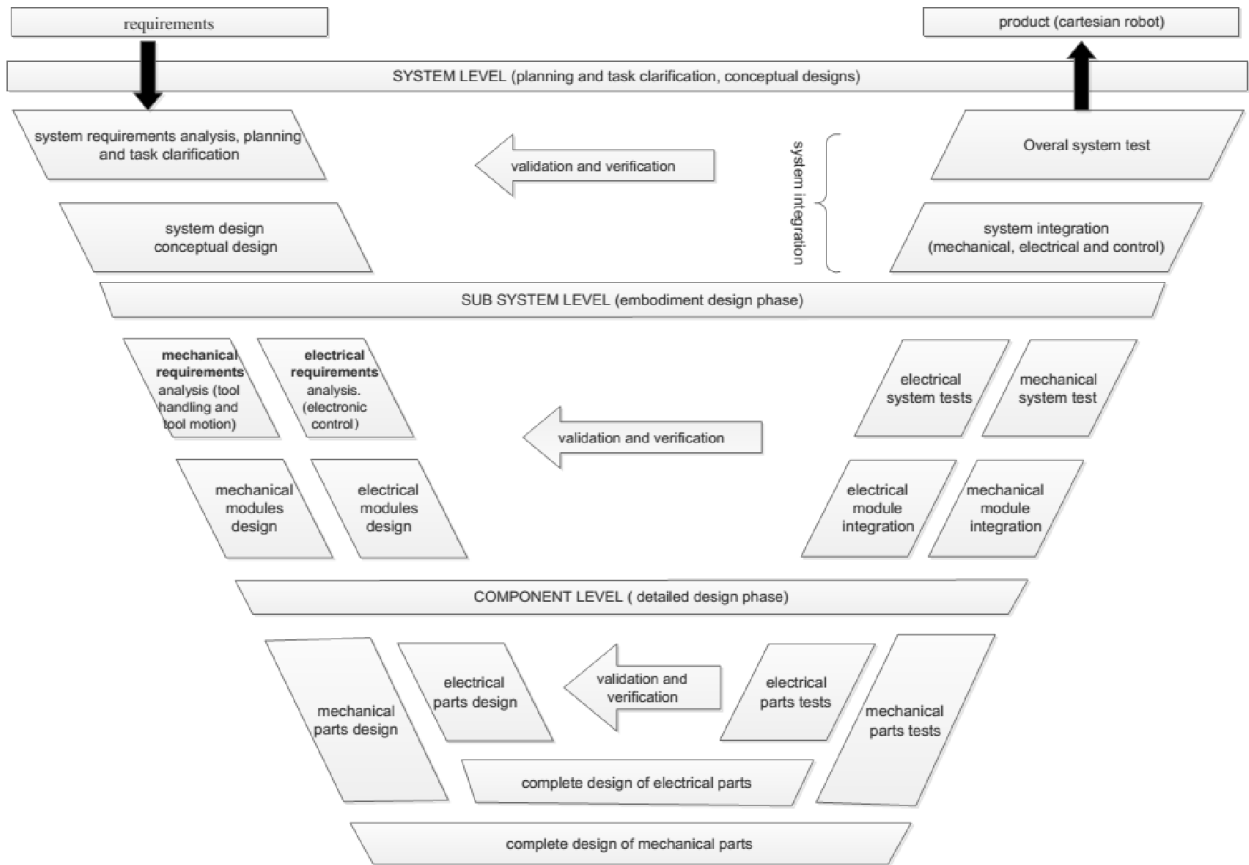 requirements
product (cartesian robot)
SYSTEM LEVEL (planning and task clarification, conceptual designs)
system requirements analysis, planning
and task clarification
validation and verification
system integration
Overal system test
system design
conceptual design
system integration
(mechanical, electrical and control)
SUB SYSTEM LEVEL (embodiment design phase)
mechanical
requirements
analysis (tool
handling and
tool motion)
electrical
requirements
analysis.
(electronic
control)
validation and verification
electrical
system tests
mechanical
system test
mechanical
modules
design
electrical
modules design
electrical
module
integration
mechanical
module
integration
COMPONENT LEVEL ( detailed design phase)
mechanical
parts design
electrical
parts design
validation and
verification
electrical
parts tests
mechanical
parts tests
complete design of electrical parts
complete design of mechanical parts